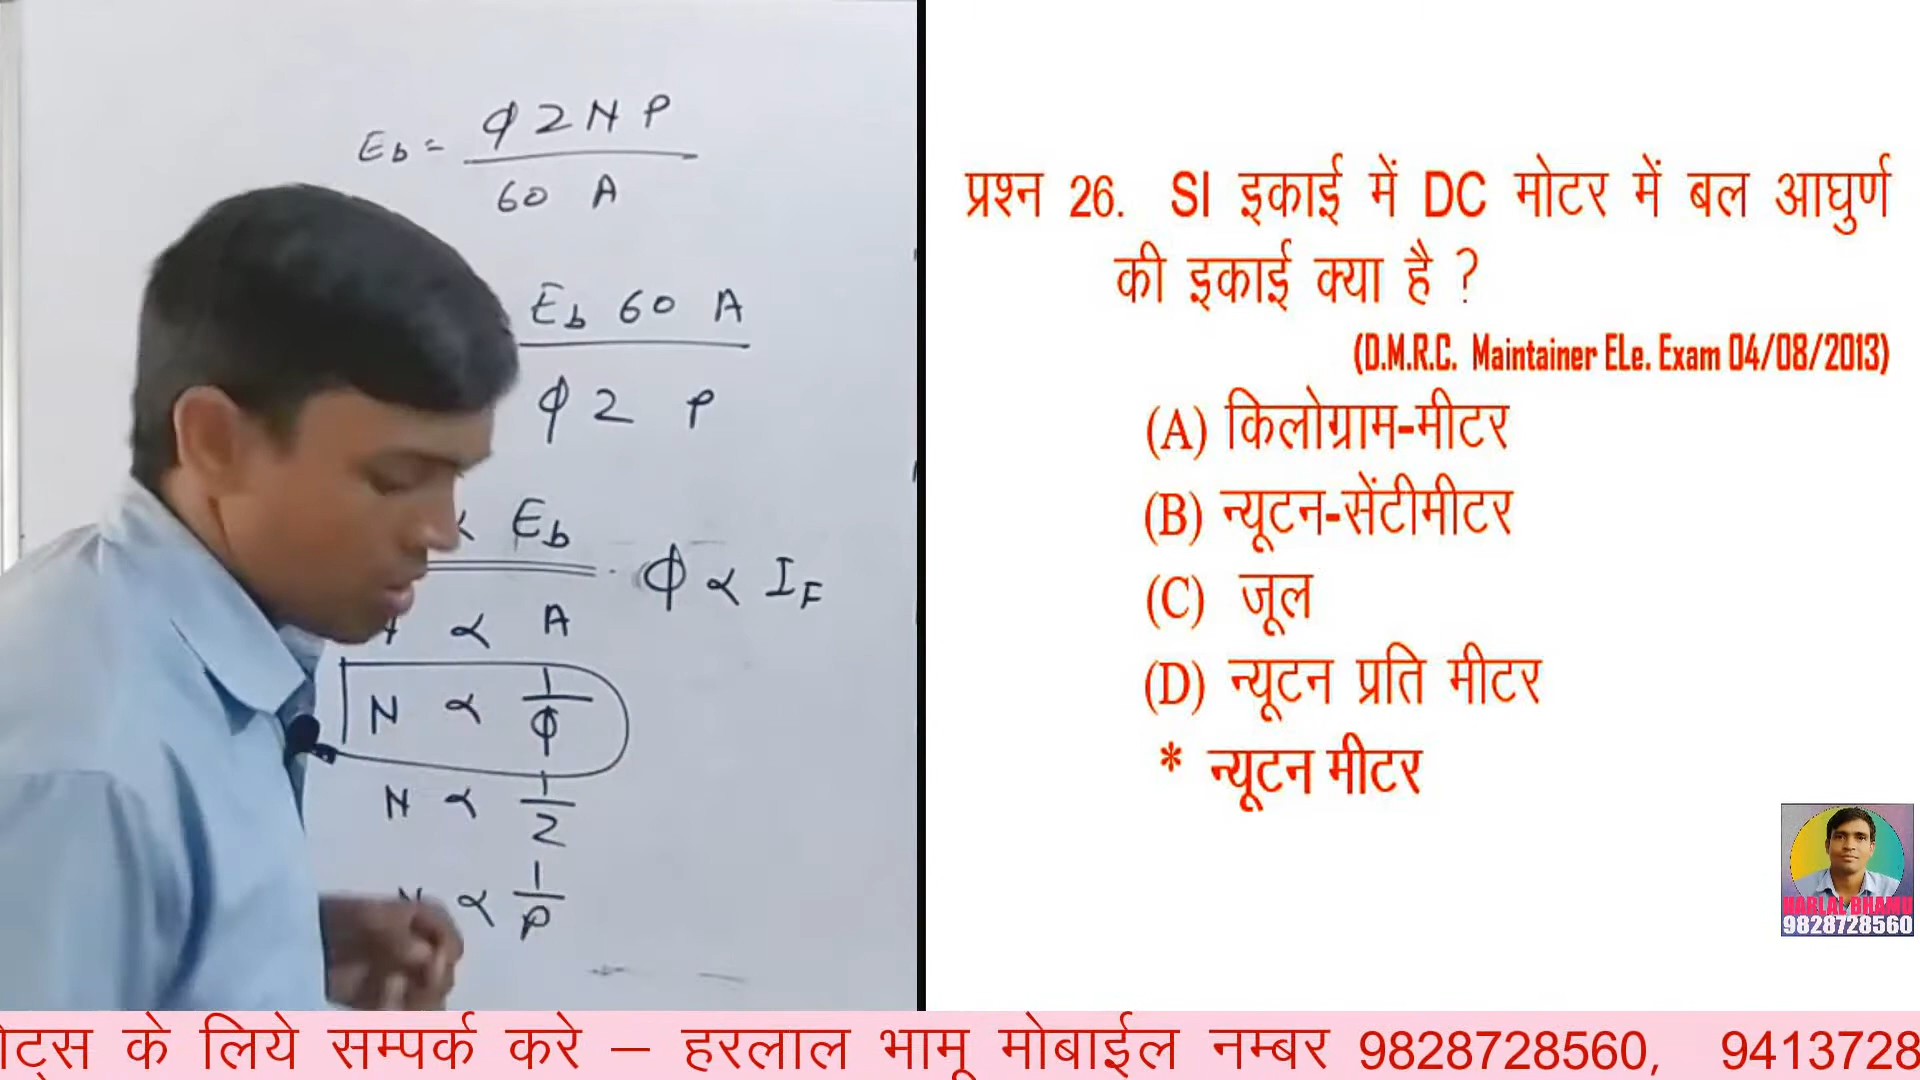 Eb = φ Z N P
60 A
Eb 60 A
φ Z P
∝ Eb
φ ∝ IF
∝ A
N ∝ 1/φ
N ∝ 1/Z
N ∝ 1/P
प्रश्न 26. SI इकाई में DC मोटर में बल आघुर्ण
की इकाई क्या है ?
(D.M.R.C. Maintainer ELe. Exam 04/08/2013)
(A) किलोग्राम-मीटर
(B) न्यूटन-सेंटीमीटर
(C) जूल
(D) न्यूटन प्रति मीटर
* न्यूटन मीटर
HARLAL BHAMU
9828728560
के लिये सम्पर्क करे – हरलाल भामू मोबाईल नम्बर 9828728560, 9413728